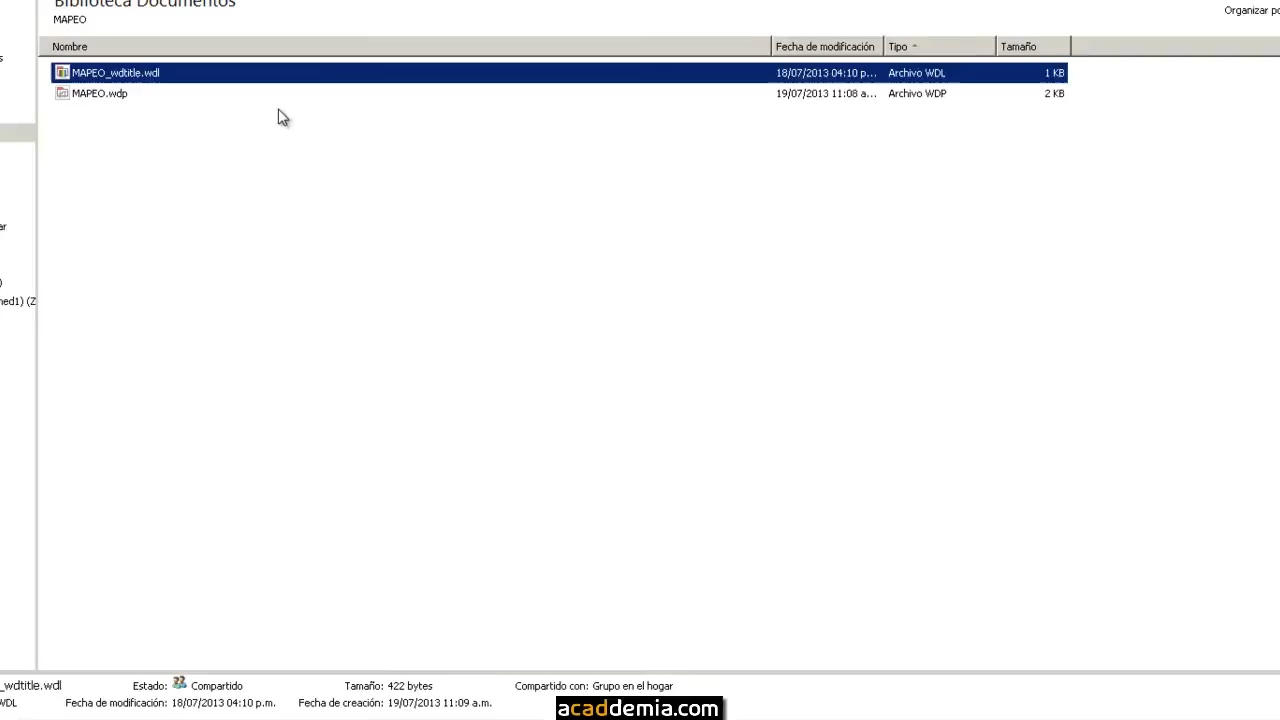 Biblioteca Documentos
Organizar po
MAPEO
Nombre Fecha de modificación Tipo Tamaño
MAPEO_wdtitle.wdl 18/07/2013 04:10 p... Archivo WDL 1 KB
MAPEO.wdp 19/07/2013 11:08 a... Archivo WDP 2 KB
ar
)
ned1) (Z
_wdtitle.wdl Estado: Compartido Tamaño: 422 bytes Compartido con: Grupo en el hogar
WDL Fecha de modificación: 18/07/2013 04:10 p.m. Fecha de creación: 19/07/2013 11:09 a.m.
acaddemia.com